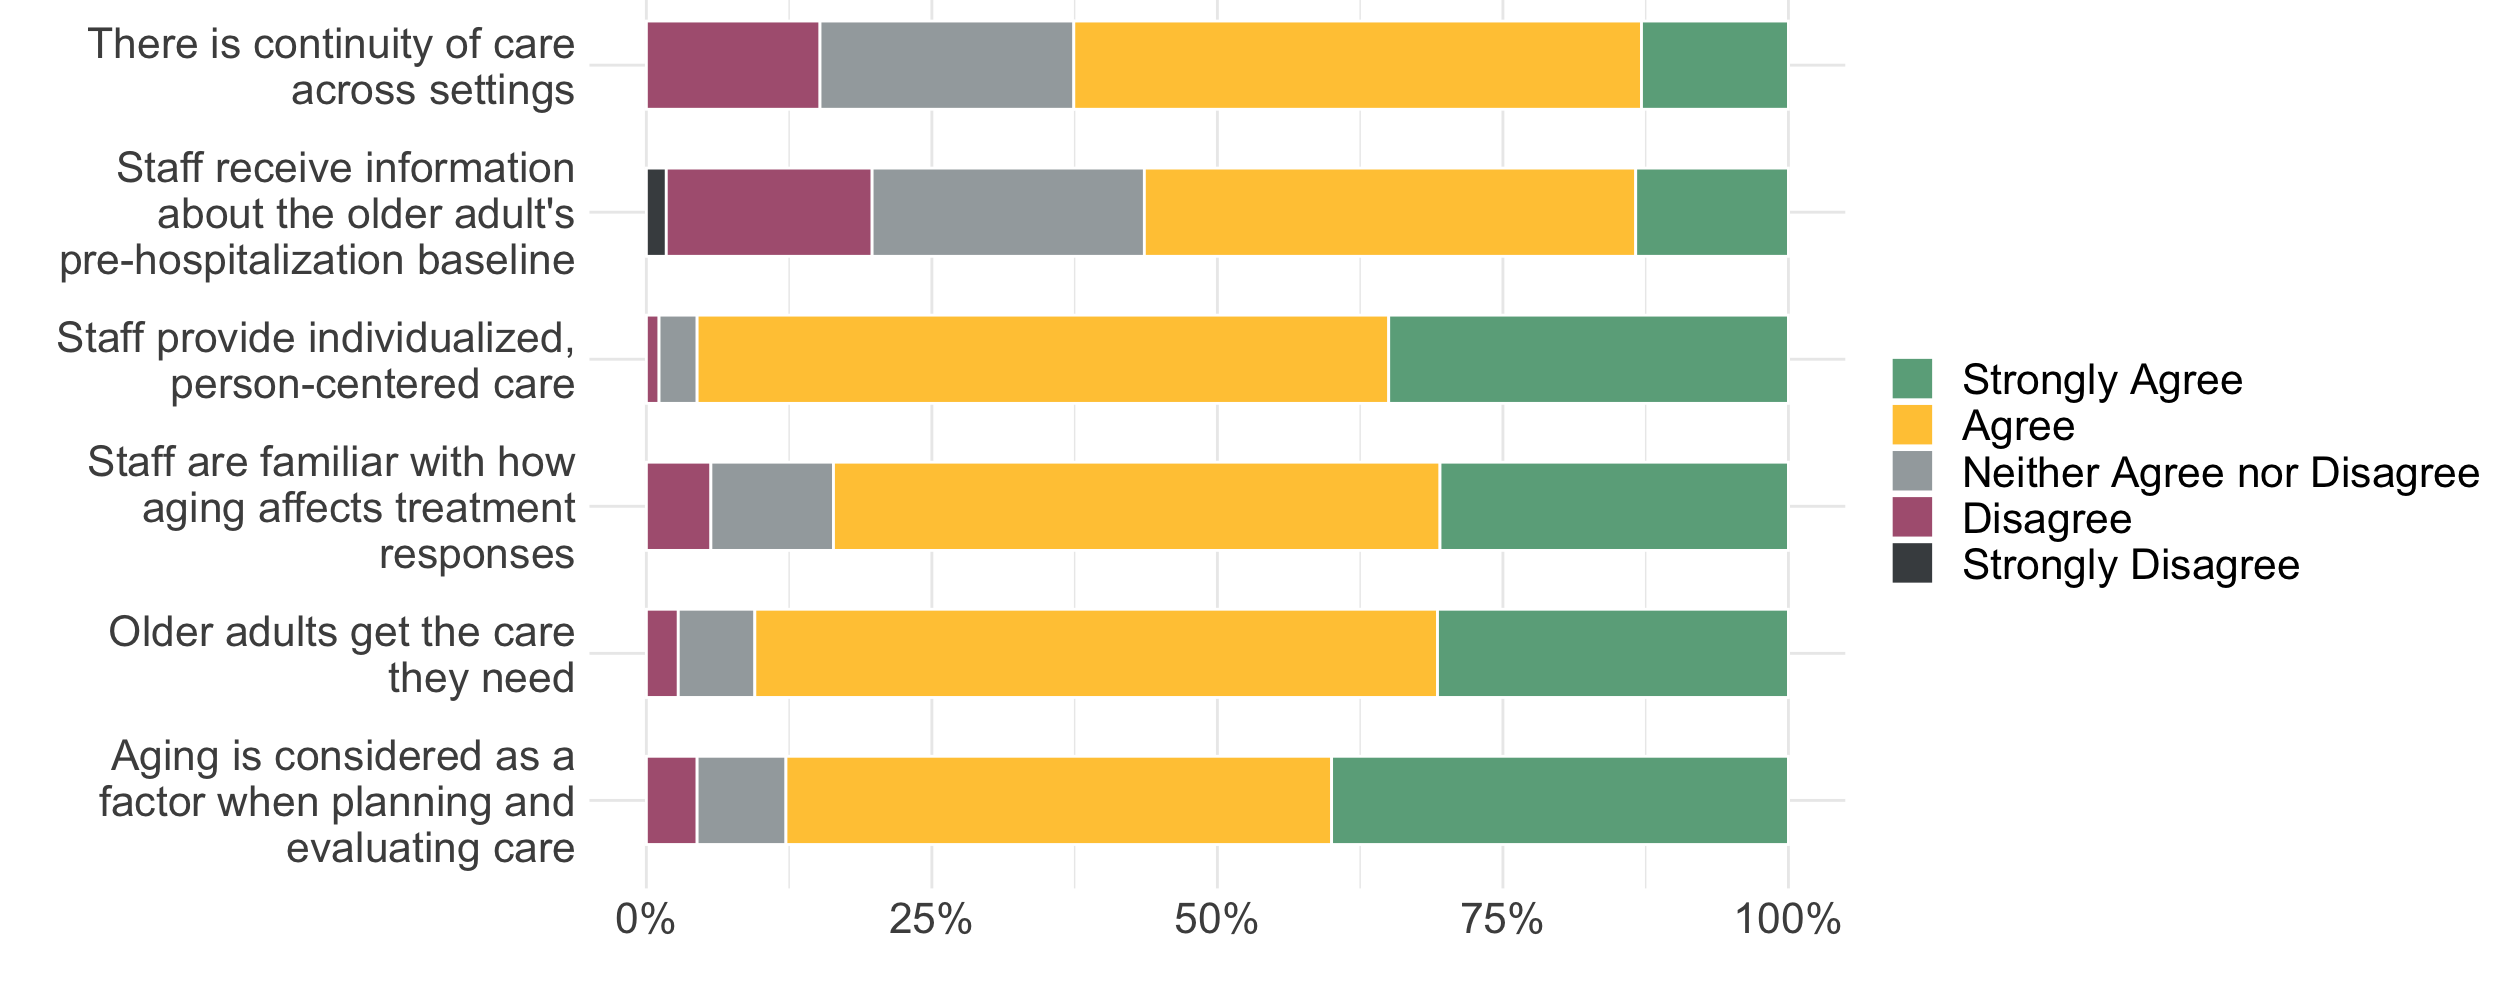 There is continuity of care
across settings
Staff receive information
about the older adult's
pre-hospitalization baseline
Staff provide individualized,
person-centered care
Staff are familiar with how
aging affects treatment
responses
Older adults get the care
they need
Aging is considered as a
factor when planning and
evaluating care
0%
25%
50%
75%
100%
Strongly Agree
Agree
Neither Agree nor Disagree
Disagree
Strongly Disagree